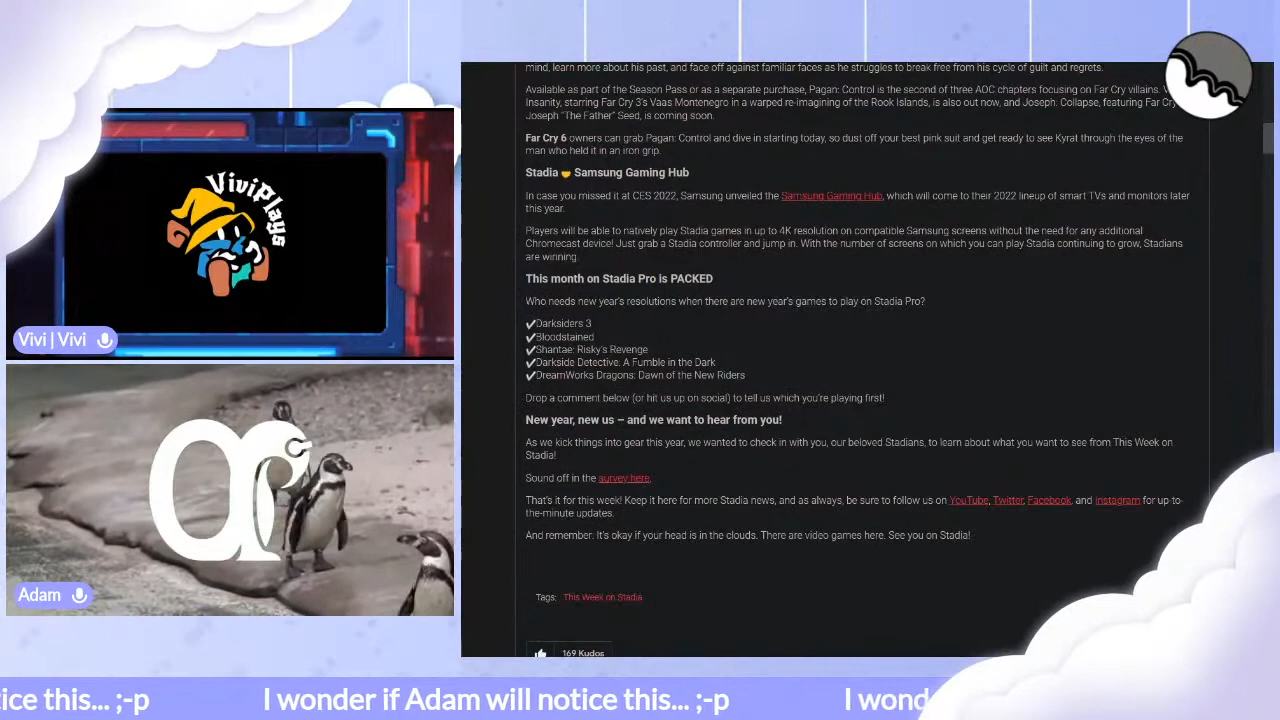 ViviPlays
Vivi | Vivi
Adam
mind, learn more about his past, and face off against familiar faces as he struggles to break free from his cycle of guilt and regrets.
Available as part of the Season Pass or as a separate purchase, Pagan: Control is the second of three AOC chapters focusing on Far Cry villains.
Insanity, starring Far Cry 3's Vaas Montenegro in a warped re-imagining of the Rook Islands, is also out now, and Joseph: Collapse, featuring Far Cry
Joseph "The Father" Seed, is coming soon.
Far Cry 6 owners can grab Pagan: Control and dive in starting today, so dust off your best pink suit and get ready to see Kyrat through the eyes of the
man who held it in an iron grip.
Stadia 🤝 Samsung Gaming Hub
In case you missed it at CES 2022, Samsung unveiled the Samsung Gaming Hub, which will come to their 2022 lineup of smart TVs and monitors later
this year.
Players will be able to natively play Stadia games in up to 4K resolution on compatible Samsung screens without the need for any additional
Chromecast device! Just grab a Stadia controller and jump in. With the number of screens on which you can play Stadia continuing to grow, Stadians
are winning.
This month on Stadia Pro is PACKED
Who needs new year's resolutions when there are new year's games to play on Stadia Pro?
✔Darksiders 3
✔Bloodstained
✔Shantae: Risky's Revenge
✔Darkside Detective: A Fumble in the Dark
✔DreamWorks Dragons: Dawn of the New Riders
Drop a comment below (or hit us up on social) to tell us which you're playing first!
New year, new us – and we want to hear from you!
As we kick things into gear this year, we wanted to check in with you, our beloved Stadians, to learn about what you want to see from This Week on
Stadia!
Sound off in the survey here.
That's it for this week! Keep it here for more Stadia news, and as always, be sure to follow us on YouTube, Twitter, Facebook, and Instagram for up-to-
the-minute updates.
And remember: It's okay if your head is in the clouds. There are video games here. See you on Stadia!
Tags: This Week on Stadia
169 Kudos
tice this... ;-p I wonder if Adam will notice this... ;-p I wond